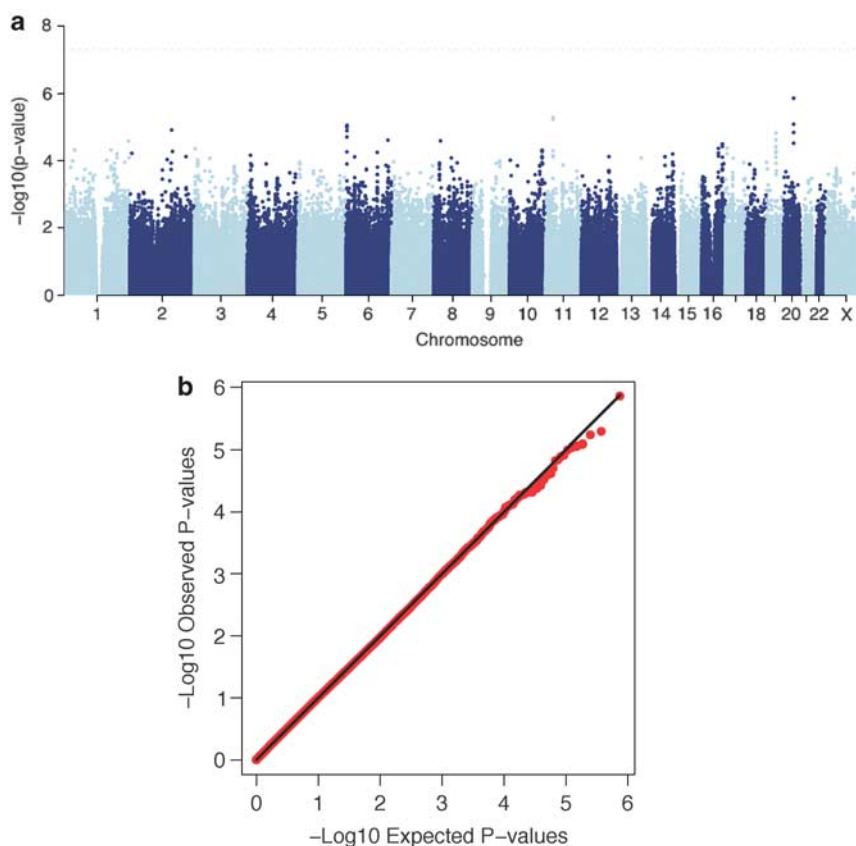 a
8
6
4
2
0
−log10(p−value)
1 2 3 4 5 6 7 8 9 10 11 12 13 14 15 16 18 20 22 X
Chromosome
b
6
5
4
3
2
1
0
−Log10 Observed P−values
0 1 2 3 4 5 6
−Log10 Expected P−values